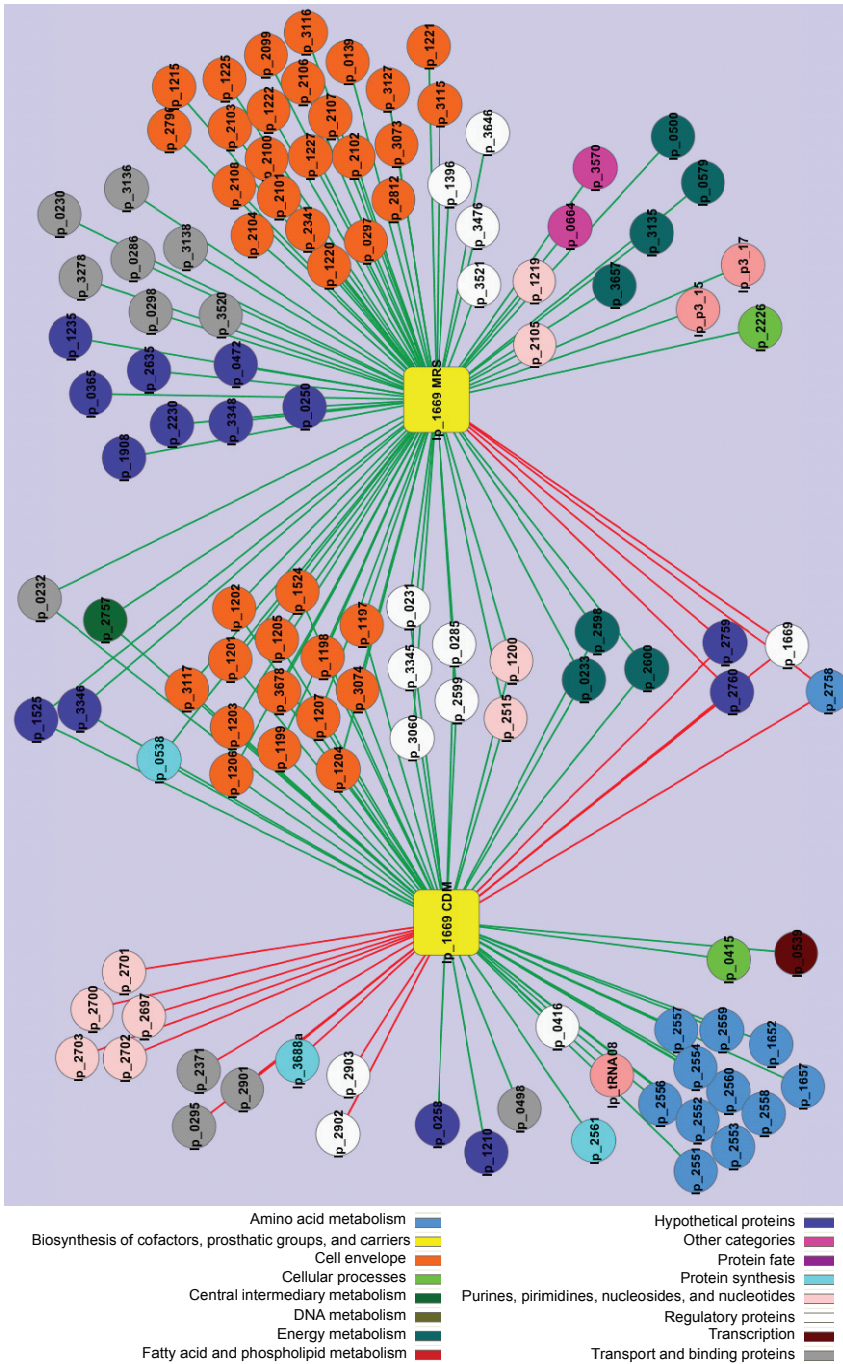 lp_3116
lp_2099
lp_1225
lp_1215
lp_2106
lp_0139
lp_1221
lp_3127
lp_3115
lp_2796
lp_2103
lp_1222
lp_2107
lp_2100
lp_1227
lp_2102
lp_3073
lp_2108
lp_2101
lp_2812
lp_2104
lp_2341
lp_0297
lp_1220
lp_3646
lp_1396
lp_3476
lp_3521
lp_3570
lp_0500
lp_0664
lp_0579
lp_3135
lp_1219
lp_3657
lp_p3_17
lp_p3_15
lp_2105
lp_2226
lp_3136
lp_0230
lp_0286
lp_3138
lp_3278
lp_0298
lp_3520
lp_1235
lp_2635
lp_0472
lp_0365
lp_2230
lp_3348
lp_0250
lp_1908
lp_1669 MRS
lp_0232
lp_2757
lp_1202
lp_1524
lp_1201
lp_1205
lp_1198
lp_1197
lp_3117
lp_3678
lp_3074
lp_1203
lp_1207
lp_1199
lp_1206
lp_1204
lp_1525
lp_3346
lp_0538
lp_0231
lp_3345
lp_0285
lp_2599
lp_3060
lp_1200
lp_2515
lp_2598
lp_0233
lp_2600
lp_2759
lp_2760
lp_1669
lp_2758
lp_1669 CDM
lp_2701
lp_2700
lp_2697
lp_2703
lp_2702
lp_2371
lp_2901
lp_0295
lp_3688a
lp_2903
lp_2902
lp_0258
lp_1210
lp_0498
lp_0416
lp_tRNA08
lp_2561
lp_0415
lp_0539
lp_2557
lp_2559
lp_1652
lp_2554
lp_2556
lp_2560
lp_1657
lp_2552
lp_2558
lp_2553
lp_2551
Amino acid metabolism
Biosynthesis of cofactors, prosthatic groups, and carriers
Cell envelope
Cellular processes
Central intermediary metabolism
DNA metabolism
Energy metabolism
Fatty acid and phospholipid metabolism
Hypothetical proteins
Other categories
Protein fate
Protein synthesis
Purines, pirimidines, nucleosides, and nucleotides
Regulatory proteins
Transcription
Transport and binding proteins